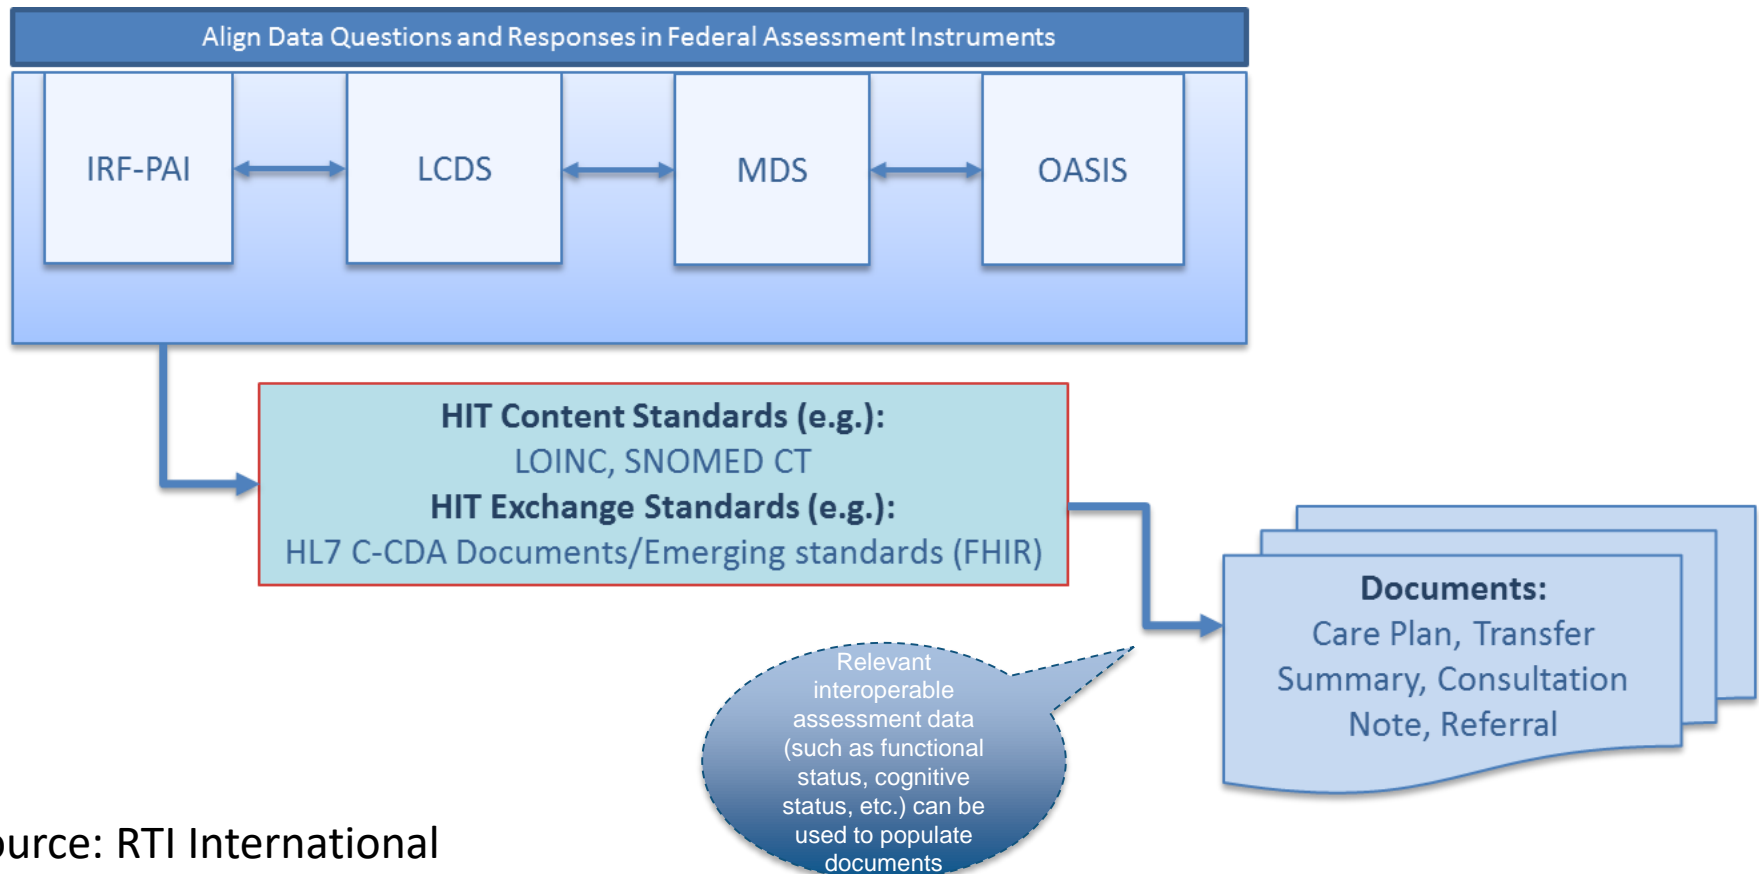 Align Data Questions and Responses in Federal Assessment Instruments
IRF-PAI
LCDS
MDS
OASIS
HIT Content Standards (e.g.):
LOINC, SNOMED CT
HIT Exchange Standards (e.g.):
HL7 C-CDA Documents/Emerging standards (FHIR)
Documents:
Care Plan, Transfer
Summary, Consultation
Note, Referral
Relevant
interoperable
assessment data
(such as functional
status, cognitive
status, etc.) can be
used to populate
documents
ource: RTI International